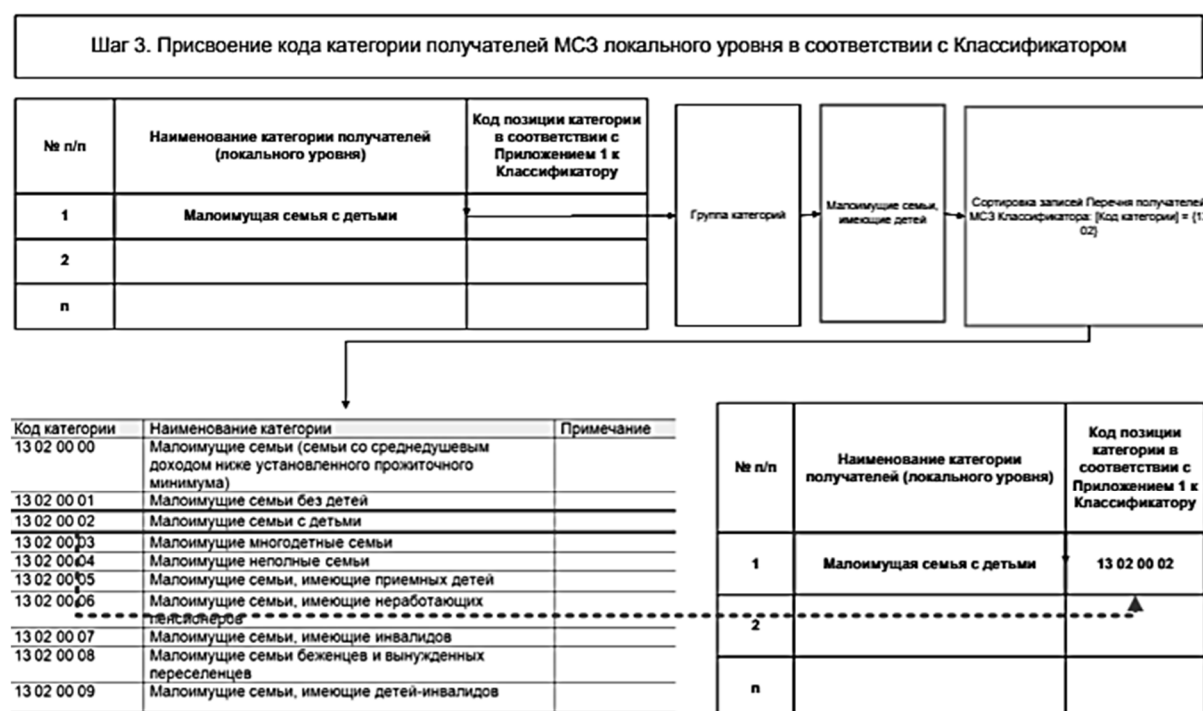 Шаг 3. Присвоение кода категории получателей МСЗ локального уровня в соответствии с Классификатором
№ п/п
Наименование категории получателей
(локального уровня)
Код позиции категории
в соответствии с
Приложением 1 к
Классификатору
1
Малоимущая семья с детьми
2
n
Группа категорий
Малоимущие семьи,
имеющие детей
Сортировка записей Перечня получателей
МСЗ Классификатора: [Код категории] = {13
02}
Код категории
Наименование категории
Примечание
13 02 00 00
Малоимущие семьи (семьи со среднедушевым
доходом ниже установленного прожиточного
минимума)
13 02 00 01
Малоимущие семьи без детей
13 02 00 02
Малоимущие семьи с детьми
13 02 00 03
Малоимущие многодетные семьи
13 02 00 04
Малоимущие неполные семьи
13 02 00 05
Малоимущие семьи, имеющие приемных детей
13 02 00 06
Малоимущие семьи, имеющие неработающих
пенсионеров
13 02 00 07
Малоимущие семьи, имеющие инвалидов
13 02 00 08
Малоимущие семьи беженцев и вынужденных
переселенцев
13 02 00 09
Малоимущие семьи, имеющие детей-инвалидов
№ п/п
Наименование категории
получателей (локального уровня)
Код позиции
категории в
соответствии с
Приложением 1 к
Классификатору
1
Малоимущая семья с детьми
13 02 00 02
2
n